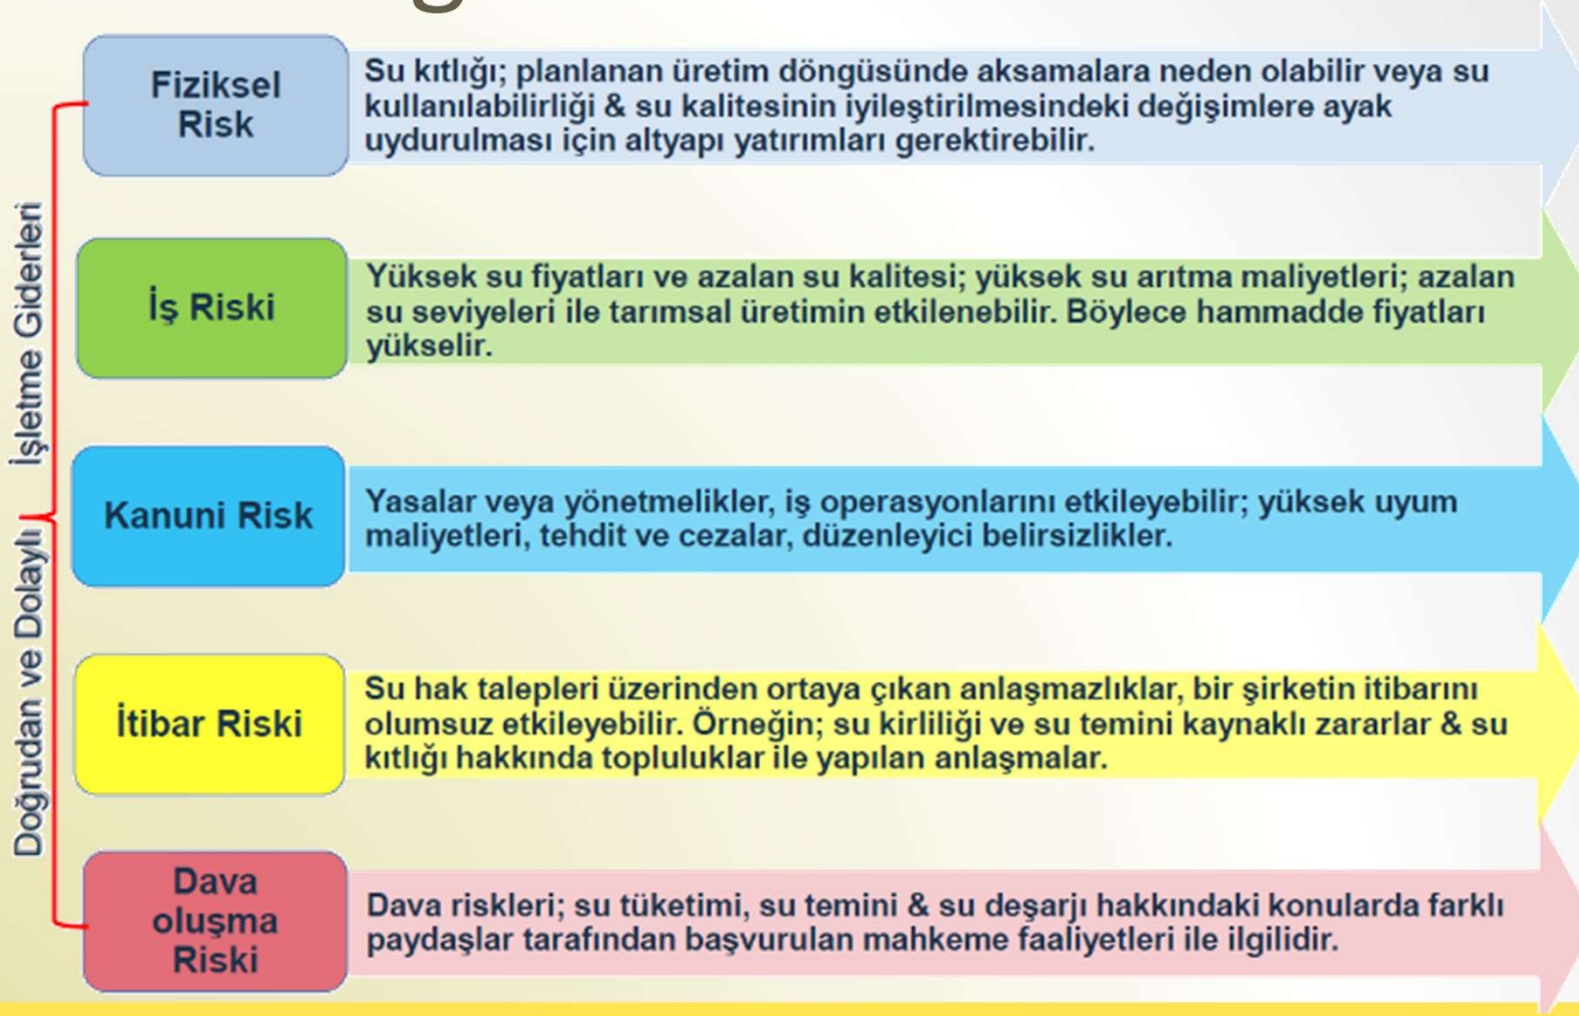 Fiziksel
Risk
Su kıtlığı; planlanan üretim döngüsünde aksamalara neden olabilir veya su
kullanılabilirliği & su kalitesinin iyileştirilmesindeki değişimlere ayak
uydurulması için altyapı yatırımları gerektirebilir.
İş Riski
Yüksek su fiyatları ve azalan su kalitesi; yüksek su arıtma maliyetleri; azalan
su seviyeleri ile tarımsal üretimin etkilenebilir. Böylece hammadde fiyatları
yükselir.
Kanuni Risk
Yasalar veya yönetmelikler, iş operasyonlarını etkileyebilir; yüksek uyum
maliyetleri, tehdit ve cezalar, düzenleyici belirsizlikler.
İtibar Riski
Su hak talepleri üzerinden ortaya çıkan anlaşmazlıklar, bir şirketin itibarını
olumsuz etkileyebilir. Örneğin; su kirliliği ve su temini kaynaklı zararlar & su
kıtlığı hakkında topluluklar ile yapılan anlaşmalar.
Dava
oluşma
Riski
Dava riskleri; su tüketimi, su temini & su deşarjı hakkındaki konularda farklı
paydaşlar tarafından başvurulan mahkeme faaliyetleri ile ilgilidir.
Doğrudan ve Dolaylı İşletme Giderleri